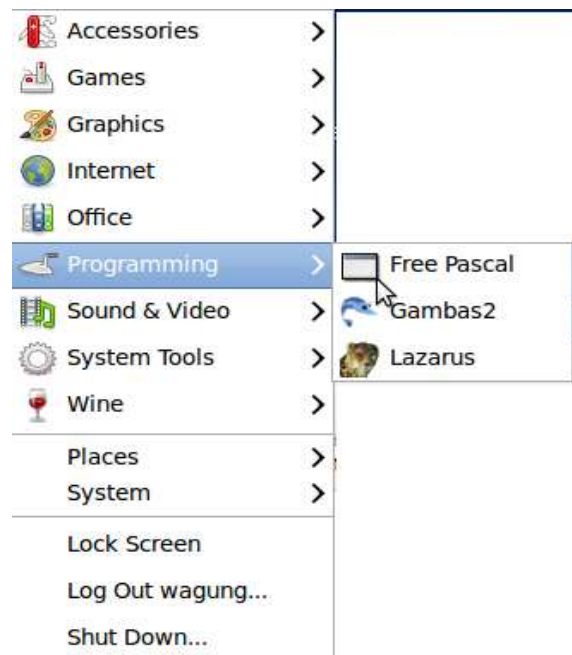 Accessories
Games
Graphics
Internet
Office
Programming
Free Pascal
Gambas2
Lazarus
Sound & Video
System Tools
Wine
Places
System
Lock Screen
Log Out wagung...
Shut Down...